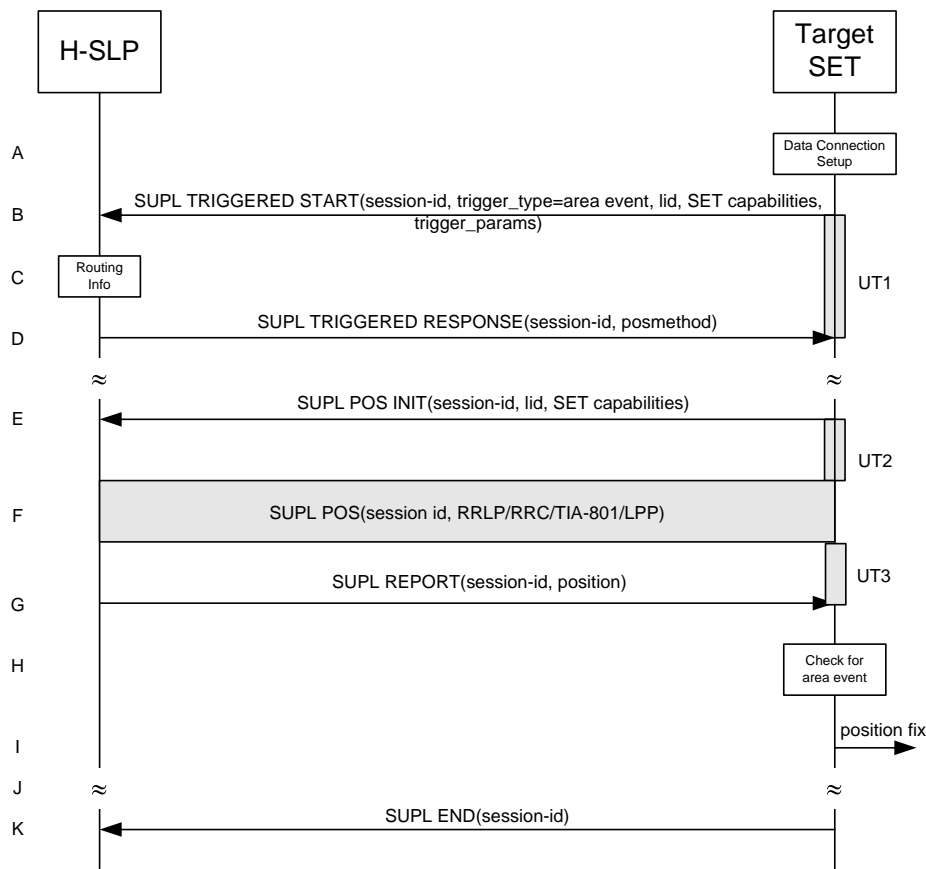 H-SLP
Target
SET
A
Data Connection
Setup
SUPL TRIGGERED START(session-id, trigger_type=area event, lid, SET capabilities,
trigger_params)
B
C
Routing
Info
UT1
SUPL TRIGGERED RESPONSE(session-id, posmethod)
D
≈
≈
SUPL POS INIT(session-id, lid, SET capabilities)
E
UT2
F
SUPL POS(session id, RRLP/RRC/TIA-801/LPP)
UT3
SUPL REPORT(session-id, position)
G
H
Check for
area event
position fix
I
J
≈
≈
SUPL END(session-id)
K